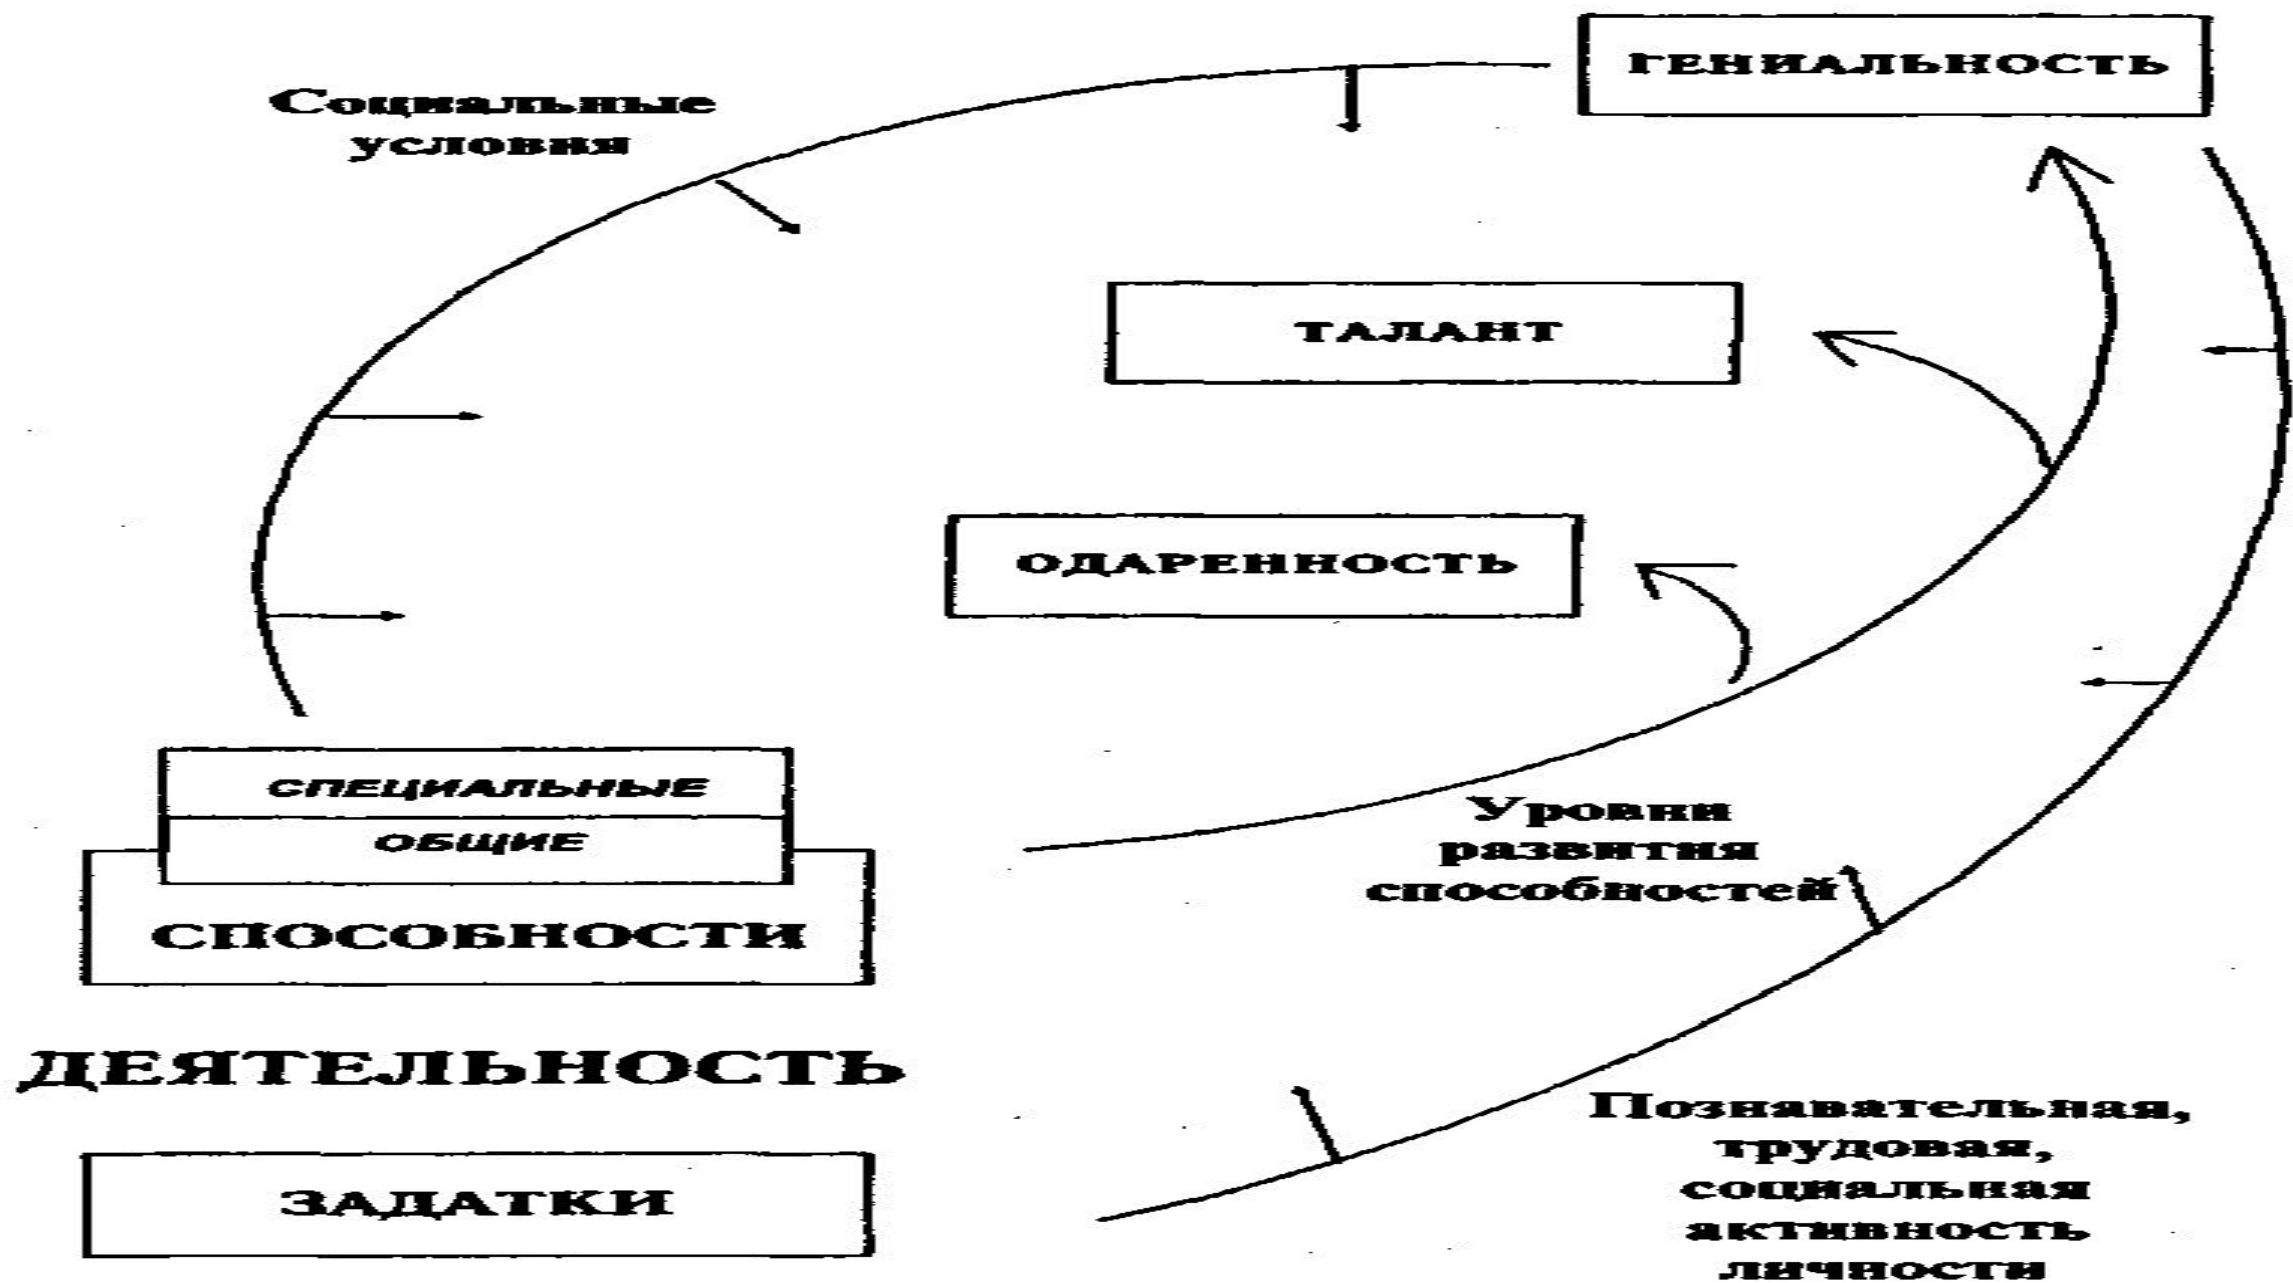 ГЕНИАЛЬНОСТЬ
Социальные
условия
ТАЛАНТ
ОДАРЕННОСТЬ
СПЕЦИАЛЬНЫЕ
ОБЩИЕ
СПОСОБНОСТИ
Уровни
развития
способностей
ДЕЯТЕЛЬНОСТЬ
ЗАДАТКИ
Познавательная,
трудовая,
социальная
активность
личности